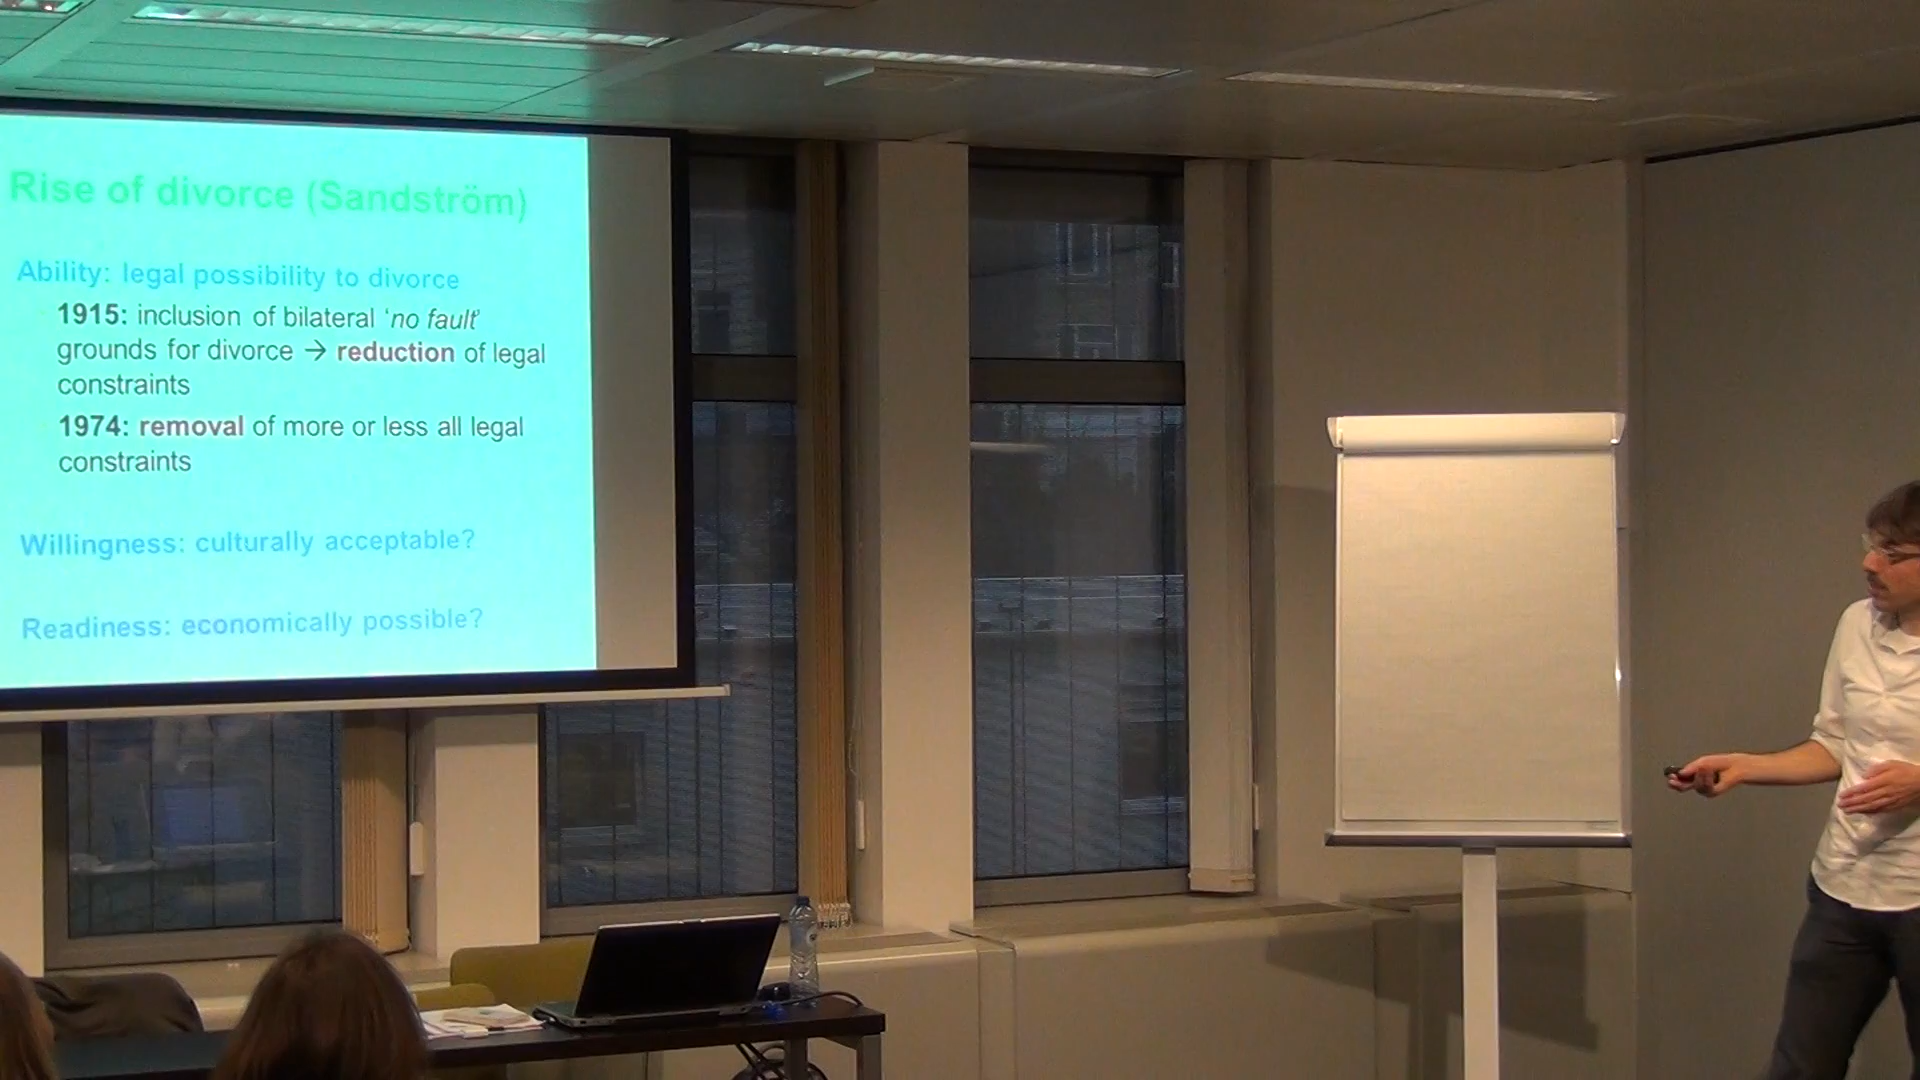 Rise of divorce (Sandström)
Ability: legal possibility to divorce
1915: inclusion of bilateral ‘no fault’
grounds for divorce → reduction of legal
constraints
1974: removal of more or less all legal
constraints
Willingness: culturally acceptable?
Readiness: economically possible?